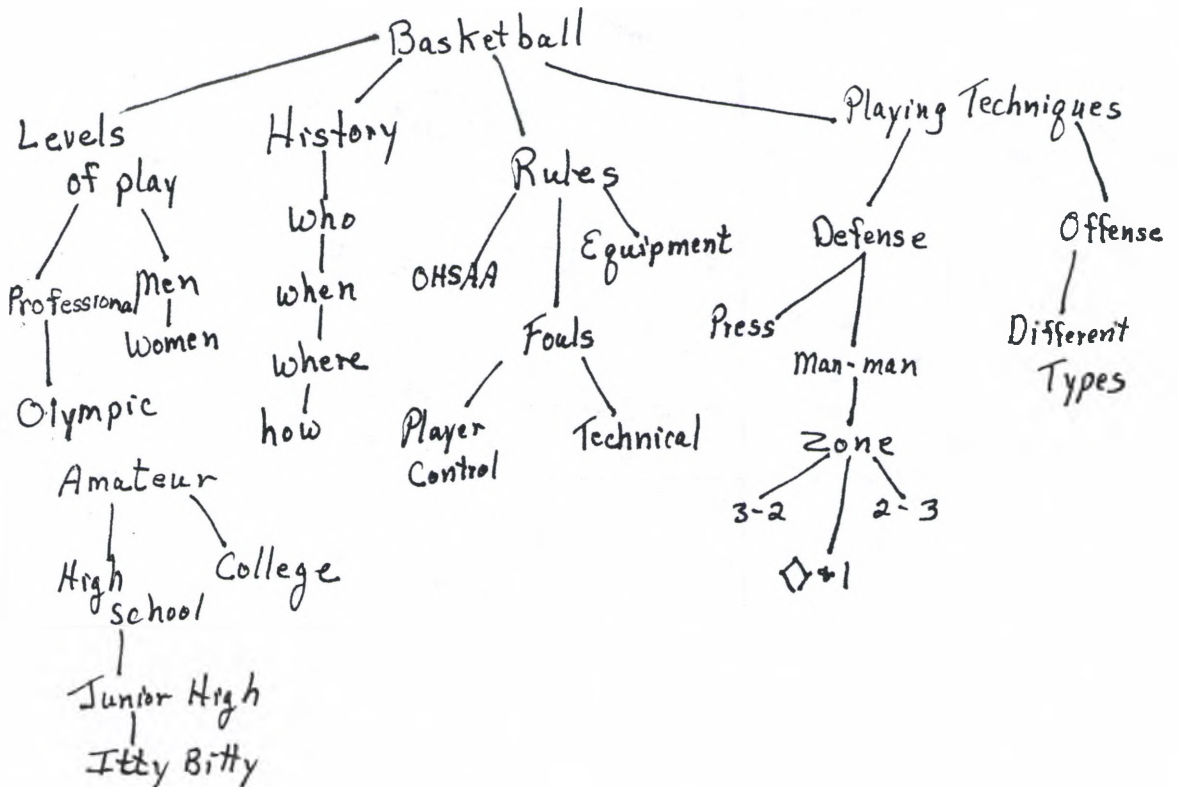 Basketball
Levels
of play
Professional
Men
Women
Olympic
Amateur
High
School
College
Junior High
Itty Bitty
History
who
when
where
how
Rules
OHSAA
Equipment
Fouls
Player
Control
Technical
Playing Techniques
Defense
Press
Man-man
Zone
3-2
2-3
◇+1
Offense
Different
Types